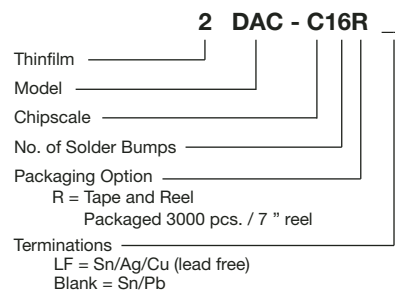 2 DAC - C16R _
Thinfilm
Model
Chipscale
No. of Solder Bumps
Packaging Option
R = Tape and Reel
Packaged 3000 pcs. / 7 ” reel
Terminations
LF = Sn/Ag/Cu (lead free)
Blank = Sn/Pb